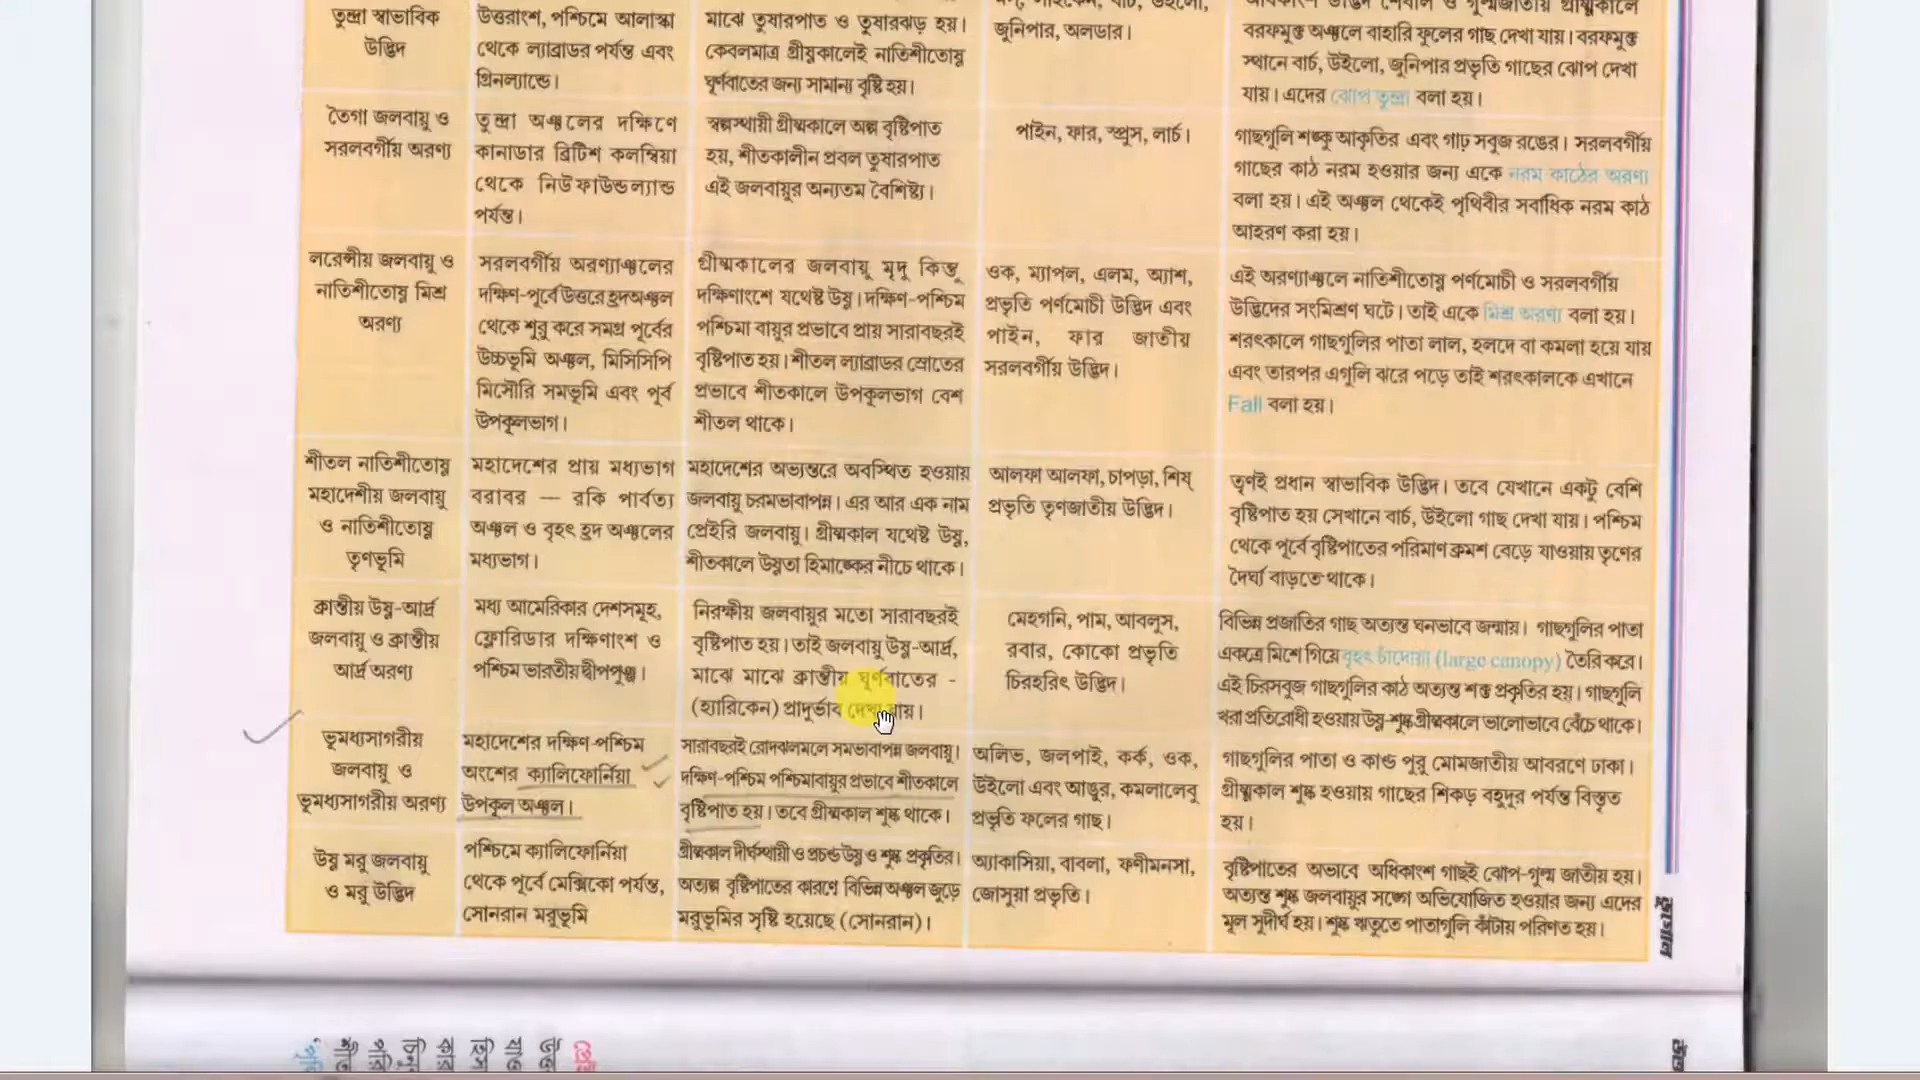 তুন্দ্রা স্বাভাবিক
উদ্ভিদ
উত্তরাংশ, পশ্চিমে আলাস্কা
থেকে ল্যাব্রাডর পর্যন্ত এবং
গ্রিনল্যান্ডে।
মাঝে তুষারপাত ও তুষারঝড় হয়।
কেবলমাত্র গ্রীষ্মকালেই নাতিশীতোষ্ণ
ঘূর্ণবাতের জন্য সামান্য বৃষ্টি হয়।
জুনিপার, অলডার।
বরফমুক্ত অঞ্চলে বাহারি ফুলের গাছ দেখা যায়। বরফমুক্ত
স্থানে বার্চ, উইলো, জুনিপার প্রভৃতি গাছের ঝোপ দেখা
যায়। এদের ঝোপ তুন্দ্রা বলা হয়।
তৈগা জলবায়ু ও
সরলবর্গীয় অরণ্য
তুন্দ্রা অঞ্চলের দক্ষিণে
কানাডার ব্রিটিশ কলম্বিয়া
থেকে নিউফাউন্ডল্যান্ড
পর্যন্ত।
স্বল্পস্থায়ী গ্রীষ্মকালে অল্প বৃষ্টিপাত
হয়, শীতকালীন প্রবল তুষারপাত
এই জলবায়ুর অন্যতম বৈশিষ্ট্য।
পাইন, ফার, স্প্রুস, লার্চ।
গাছগুলি শঙ্কু আকৃতির এবং গাঢ় সবুজ রঙের। সরলবর্গীয়
গাছের কাঠ নরম হওয়ার জন্য একে নরম কাঠের অরণ্য
বলা হয়। এই অঞ্চল থেকেই পৃথিবীর সর্বাধিক নরম কাঠ
আহরণ করা হয়।
লরেন্সীয় জলবায়ু ও
নাতিশীতোষ্ণ মিশ্র
অরণ্য
সরলবর্গীয় অরণ্যাঞ্চলের
দক্ষিণ-পূর্বে উত্তরে হ্রদঅঞ্চল
থেকে শুরু করে সমগ্র পূর্বের
উচ্চভূমি অঞ্চল, মিসিসিপি
মিসৌরি সমভূমি এবং পূর্ব
উপকূলভাগ।
গ্রীষ্মকালের জলবায়ু মৃদু কিন্তু
দক্ষিণাংশে যথেষ্ট উষ্ণ। দক্ষিণ-পশ্চিম
পশ্চিমা বায়ুর প্রভাবে প্রায় সারাবছরই
বৃষ্টিপাত হয়। শীতল ল্যাব্রাডর স্রোতের
প্রভাবে শীতকালে উপকূলভাগ বেশ
শীতল থাকে।
ওক, ম্যাপল, এলম, অ্যাশ,
প্রভৃতি পর্ণমোচী উদ্ভিদ এবং
পাইন, ফার জাতীয়
সরলবর্গীয় উদ্ভিদ।
এই অরণ্যাঞ্চলে নাতিশীতোষ্ণ পর্ণমোচী ও সরলবর্গীয়
উদ্ভিদের সংমিশ্রণ ঘটে। তাই একে মিশ্র অরণ্য বলা হয়।
শরৎকালে গাছগুলির পাতা লাল, হলদে বা কমলা হয়ে যায়
এবং তারপর এগুলি ঝরে পড়ে তাই শরৎকালকে এখানে
Fall বলা হয়।
শীতল নাতিশীতোষ্ণ
মহাদেশীয় জলবায়ু
ও নাতিশীতোষ্ণ
তৃণভূমি
মহাদেশের প্রায় মধ্যভাগ
বরাবর — রকি পার্বত্য
অঞ্চল ও বৃহৎ হ্রদ অঞ্চলের
মধ্যভাগ।
মহাদেশের অভ্যন্তরে অবস্থিত হওয়ায়
জলবায়ু চরমভাবাপন্ন। এর আর এক নাম
প্রেইরি জলবায়ু। গ্রীষ্মকাল যথেষ্ট উষ্ণ,
শীতকালে উষ্ণতা হিমাঙ্কের নীচে থাকে।
আলফা আলফা, চাপড়া, শিষ্
প্রভৃতি তৃণজাতীয় উদ্ভিদ।
তৃণই প্রধান স্বাভাবিক উদ্ভিদ। তবে যেখানে একটু বেশি
বৃষ্টিপাত হয় সেখানে বার্চ, উইলো গাছ দেখা যায়। পশ্চিম
থেকে পূর্বে বৃষ্টিপাতের পরিমাণ ক্রমশ বেড়ে যাওয়ায় তৃণের
দৈর্ঘ্য বাড়তে থাকে।
ক্রান্তীয় উষ্ণ-আর্দ্র
জলবায়ু ও ক্রান্তীয়
আর্দ্র অরণ্য
মধ্য আমেরিকার দেশসমূহ,
ফ্লোরিডার দক্ষিণাংশ ও
পশ্চিম ভারতীয় দ্বীপপুঞ্জ।
নিরক্ষীয় জলবায়ুর মতো সারাবছরই
বৃষ্টিপাত হয়। তাই জলবায়ু উষ্ণ-আর্দ্র,
মাঝে মাঝে ক্রান্তীয় ঘূর্ণবাতের -
(হ্যারিকেন) প্রাদুর্ভাব দেখা যায়।
মেহগনি, পাম, আবলুস,
রবার, কোকো প্রভৃতি
চিরহরিৎ উদ্ভিদ।
বিভিন্ন প্রজাতির গাছ অত্যন্ত ঘনভাবে জন্মায়। গাছগুলির পাতা
একত্রে মিশে গিয়ে বৃহৎ চাঁদোয়া (large canopy) তৈরি করে।
এই চিরসবুজ গাছগুলির কাঠ অত্যন্ত শক্ত প্রকৃতির হয়। গাছগুলি
খরা প্রতিরোধী হওয়ায় উষ্ণ-শুষ্ক গ্রীষ্মকালে ভালোভাবে বেঁচে থাকে।
ভূমধ্যসাগরীয়
জলবায়ু ও
ভূমধ্যসাগরীয় অরণ্য
মহাদেশের দক্ষিণ-পশ্চিম
অংশের ক্যালিফোর্নিয়া
উপকূল অঞ্চল।
সারাবছরই রোদঝলমলে সমভাবাপন্ন জলবায়ু।
দক্ষিণ-পশ্চিম পশ্চিমাবায়ুর প্রভাবে শীতকালে
বৃষ্টিপাত হয়। তবে গ্রীষ্মকাল শুষ্ক থাকে।
অলিভ, জলপাই, কর্ক, ওক,
উইলো এবং আঙুর, কমলালেবু
প্রভৃতি ফলের গাছ।
গাছগুলির পাতা ও কান্ড পুরু মোমজাতীয় আবরণে ঢাকা।
গ্রীষ্মকাল শুষ্ক হওয়ায় গাছের শিকড় বহুদূর পর্যন্ত বিস্তৃত
হয়।
উষ্ণ মরু জলবায়ু
ও মরু উদ্ভিদ
পশ্চিমে ক্যালিফোর্নিয়া
থেকে পূর্বে মেক্সিকো পর্যন্ত,
সোনরান মরুভূমি
গ্রীষ্মকাল দীর্ঘস্থায়ী ও প্রচন্ড উষ্ণ ও শুষ্ক প্রকৃতির।
অত্যল্প বৃষ্টিপাতের কারণে বিভিন্ন অঞ্চল জুড়ে
মরুভূমির সৃষ্টি হয়েছে (সোনরান)।
অ্যাকাসিয়া, বাবলা, ফণীমনসা,
জোসুয়া প্রভৃতি।
বৃষ্টিপাতের অভাবে অধিকাংশ গাছই ঝোপ-গুল্ম জাতীয় হয়।
অত্যন্ত শুষ্ক জলবায়ুর সঙ্গে অভিযোজিত হওয়ার জন্য এদের
মূল সুদীর্ঘ হয়। শুষ্ক ঋতুতে পাতাগুলি কাঁটায় পরিণত হয়।
ভূগোল